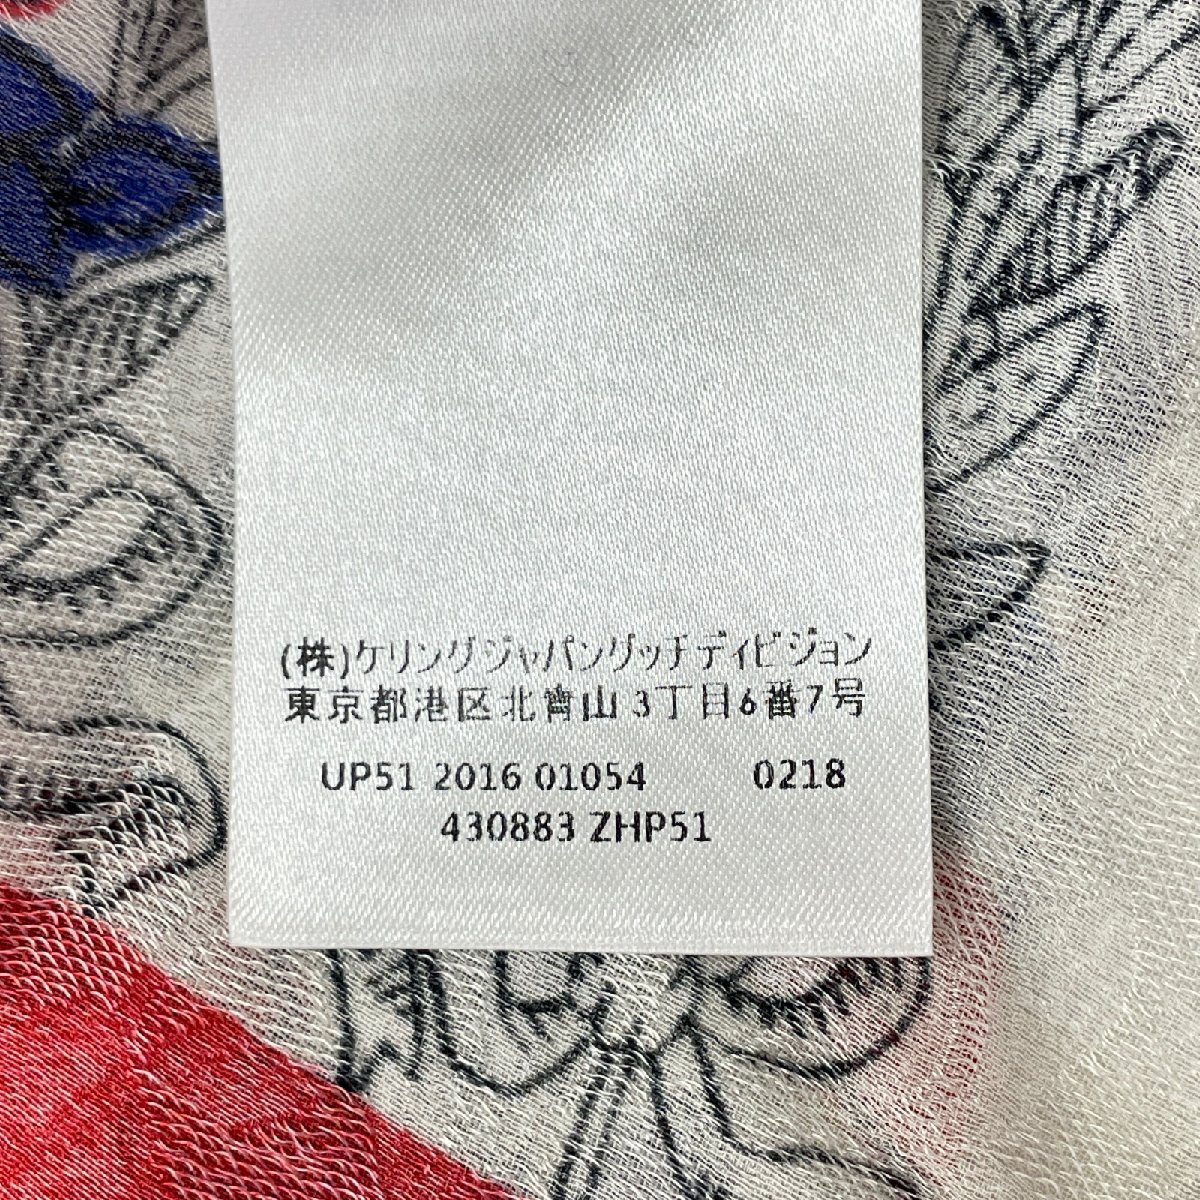 (株)ケリングジャパングッチディビジョン
東京都港区北青山3丁目6番7号
UP51 2016 01054 0218
430883 ZHP51